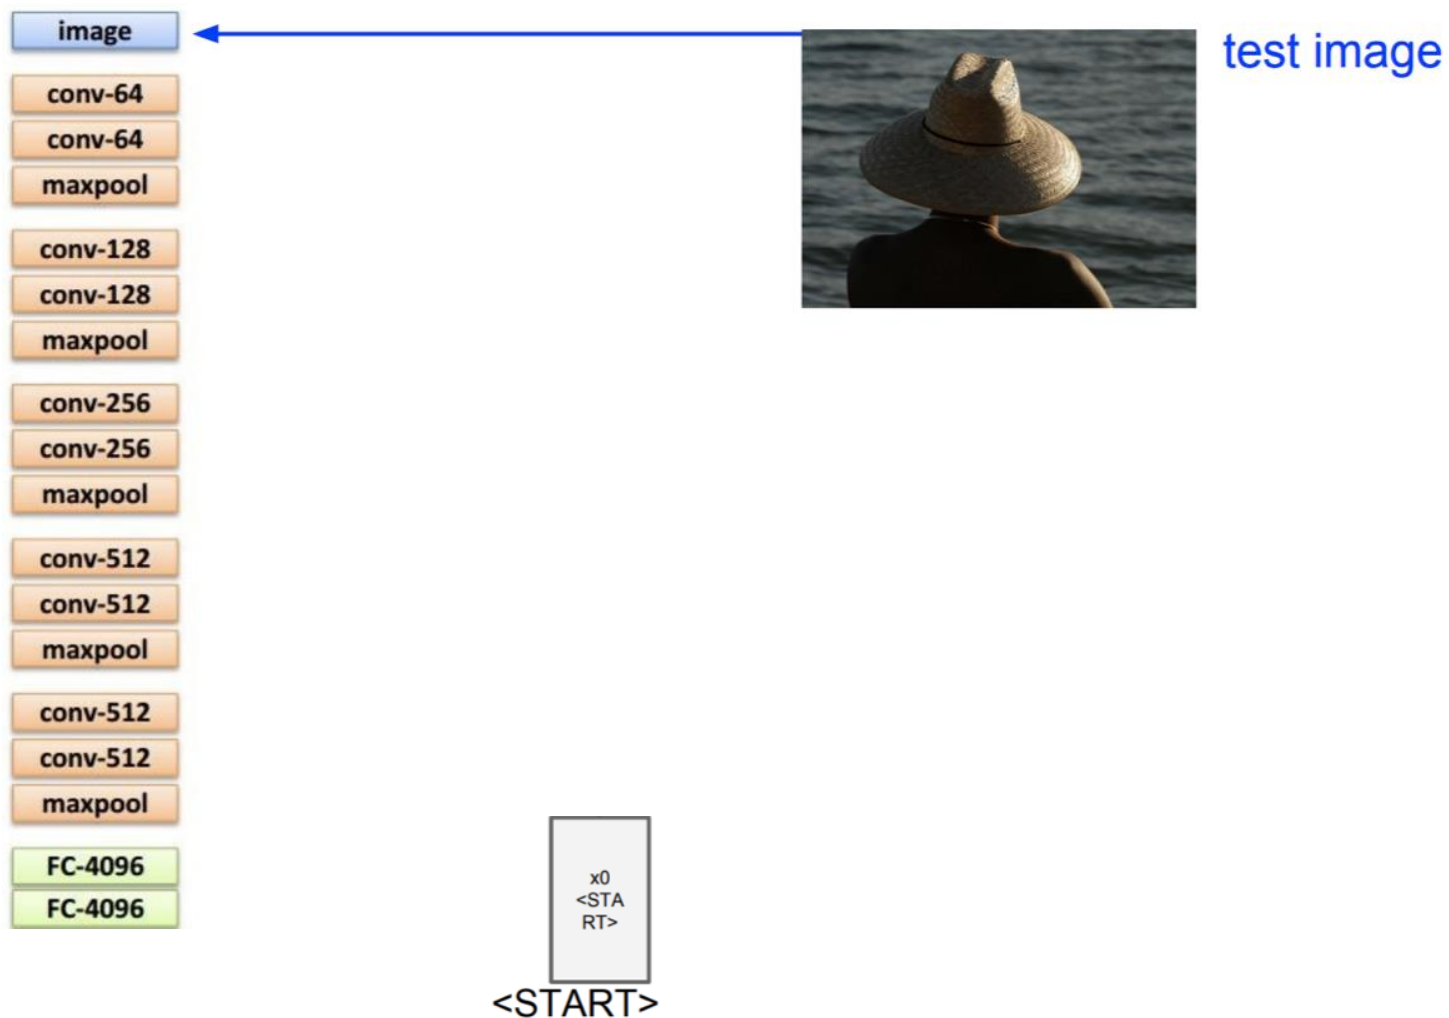 image
test image
conv-64
conv-64
maxpool
conv-128
conv-128
maxpool
conv-256
conv-256
maxpool
conv-512
conv-512
maxpool
conv-512
conv-512
maxpool
FC-4096
FC-4096
x0
<STA
RT>
<START>